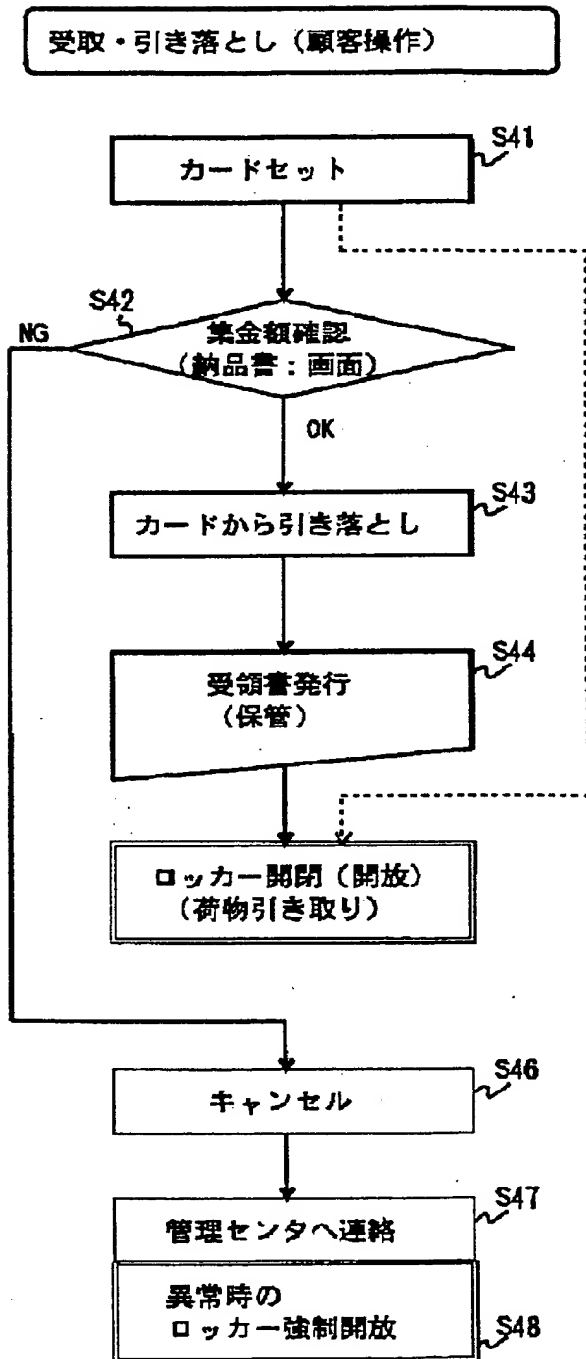 受取・引き落とし（顧客操作）
S41
カードセット
S42
NG
集金額確認
（納品書：画面）
OK
S43
カードから引き落とし
S44
受領書発行
（保管）
ロッカー開閉（開放）
（荷物引き取り）
S46
キャンセル
S47
管理センタへ連絡
異常時の
ロッカー強制開放
S48